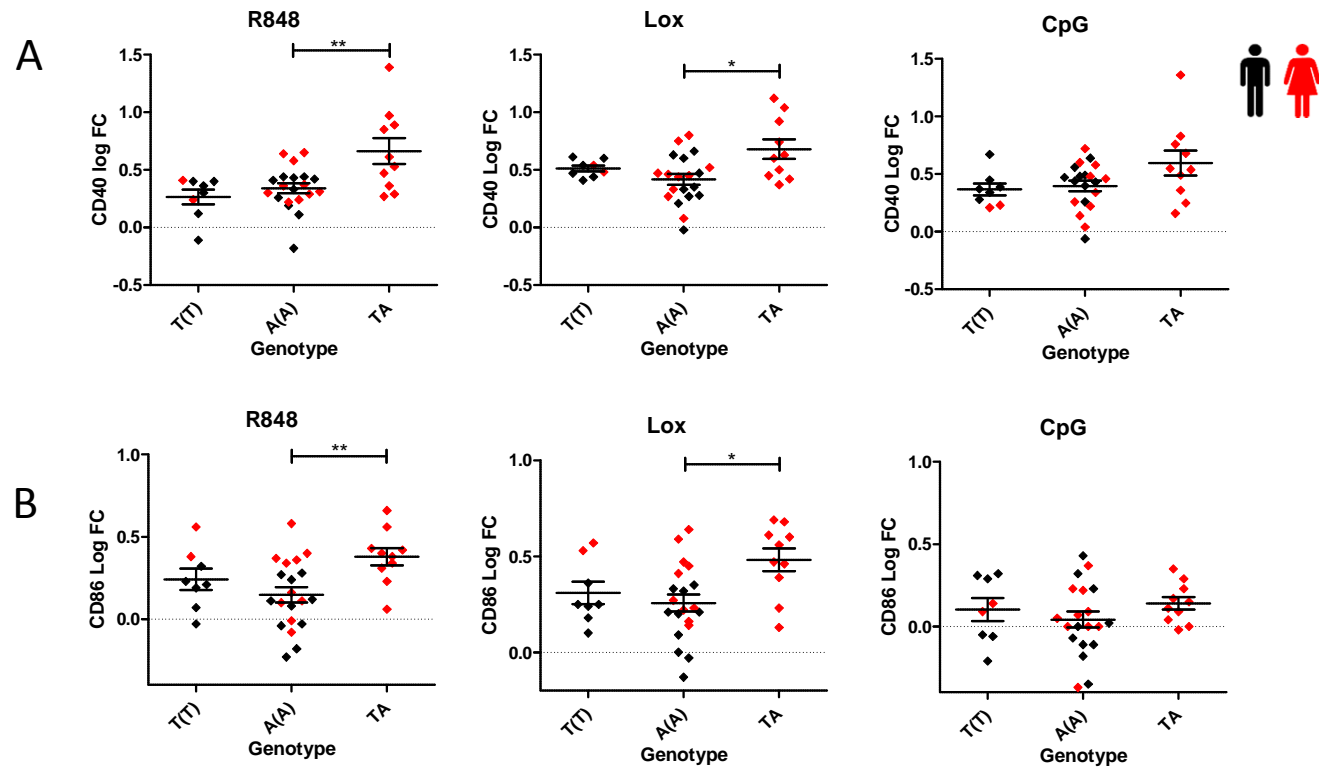 A
R848
CD40 log FC
1.5
1.0
0.5
0.0
-0.5
**
T(T)
A(A)
TA
Genotype
Lox
CD40 Log FC
1.5
1.0
0.5
0.0
-0.5
*
T(T)
A(A)
TA
Genotype
CpG
CD40 Log FC
1.5
1.0
0.5
0.0
-0.5
T(T)
A(A)
TA
Genotype
B
R848
CD86 Log FC
1.0
0.5
0.0
**
T(T)
A(A)
TA
Genotype
Lox
CD86 Log FC
1.0
0.5
0.0
*
T(T)
A(A)
TA
Genotype
CpG
CD86 Log FC
1.0
0.5
0.0
T(T)
A(A)
TA
Genotype